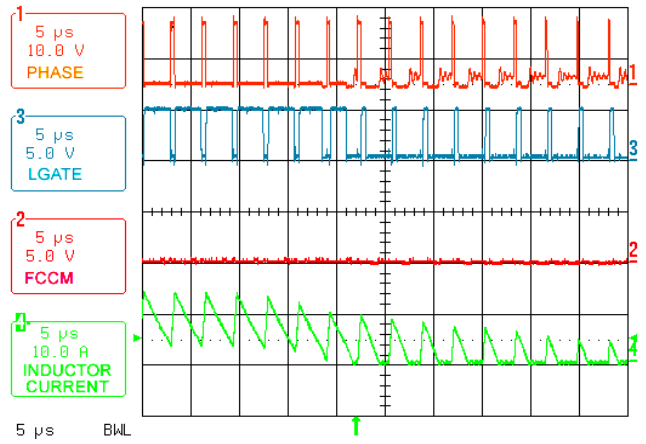 1
5 µs
10.0 V
PHASE
1
3
5 µs
5.0 V
LGATE
3
2
5 µs
5.0 V
FCCM
2
4
5 µs
10.0 A
INDUCTOR
CURRENT
4
5 µs BWL